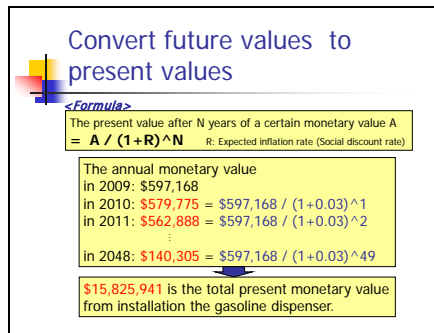 Convert future values to
present values
<Formula>
The present value after N years of a certain monetary value A
= A / (1+R)^N R: Expected inflation rate (Social discount rate)
The annual monetary value
in 2009: $597,168
in 2010: $579,775 = $597,168 / (1+0.03)^1
in 2011: $562,888 = $597,168 / (1+0.03)^2
⋮
in 2048: $140,305 = $597,168 / (1+0.03)^49
$15,825,941 is the total present monetary value
from installation the gasoline dispenser.